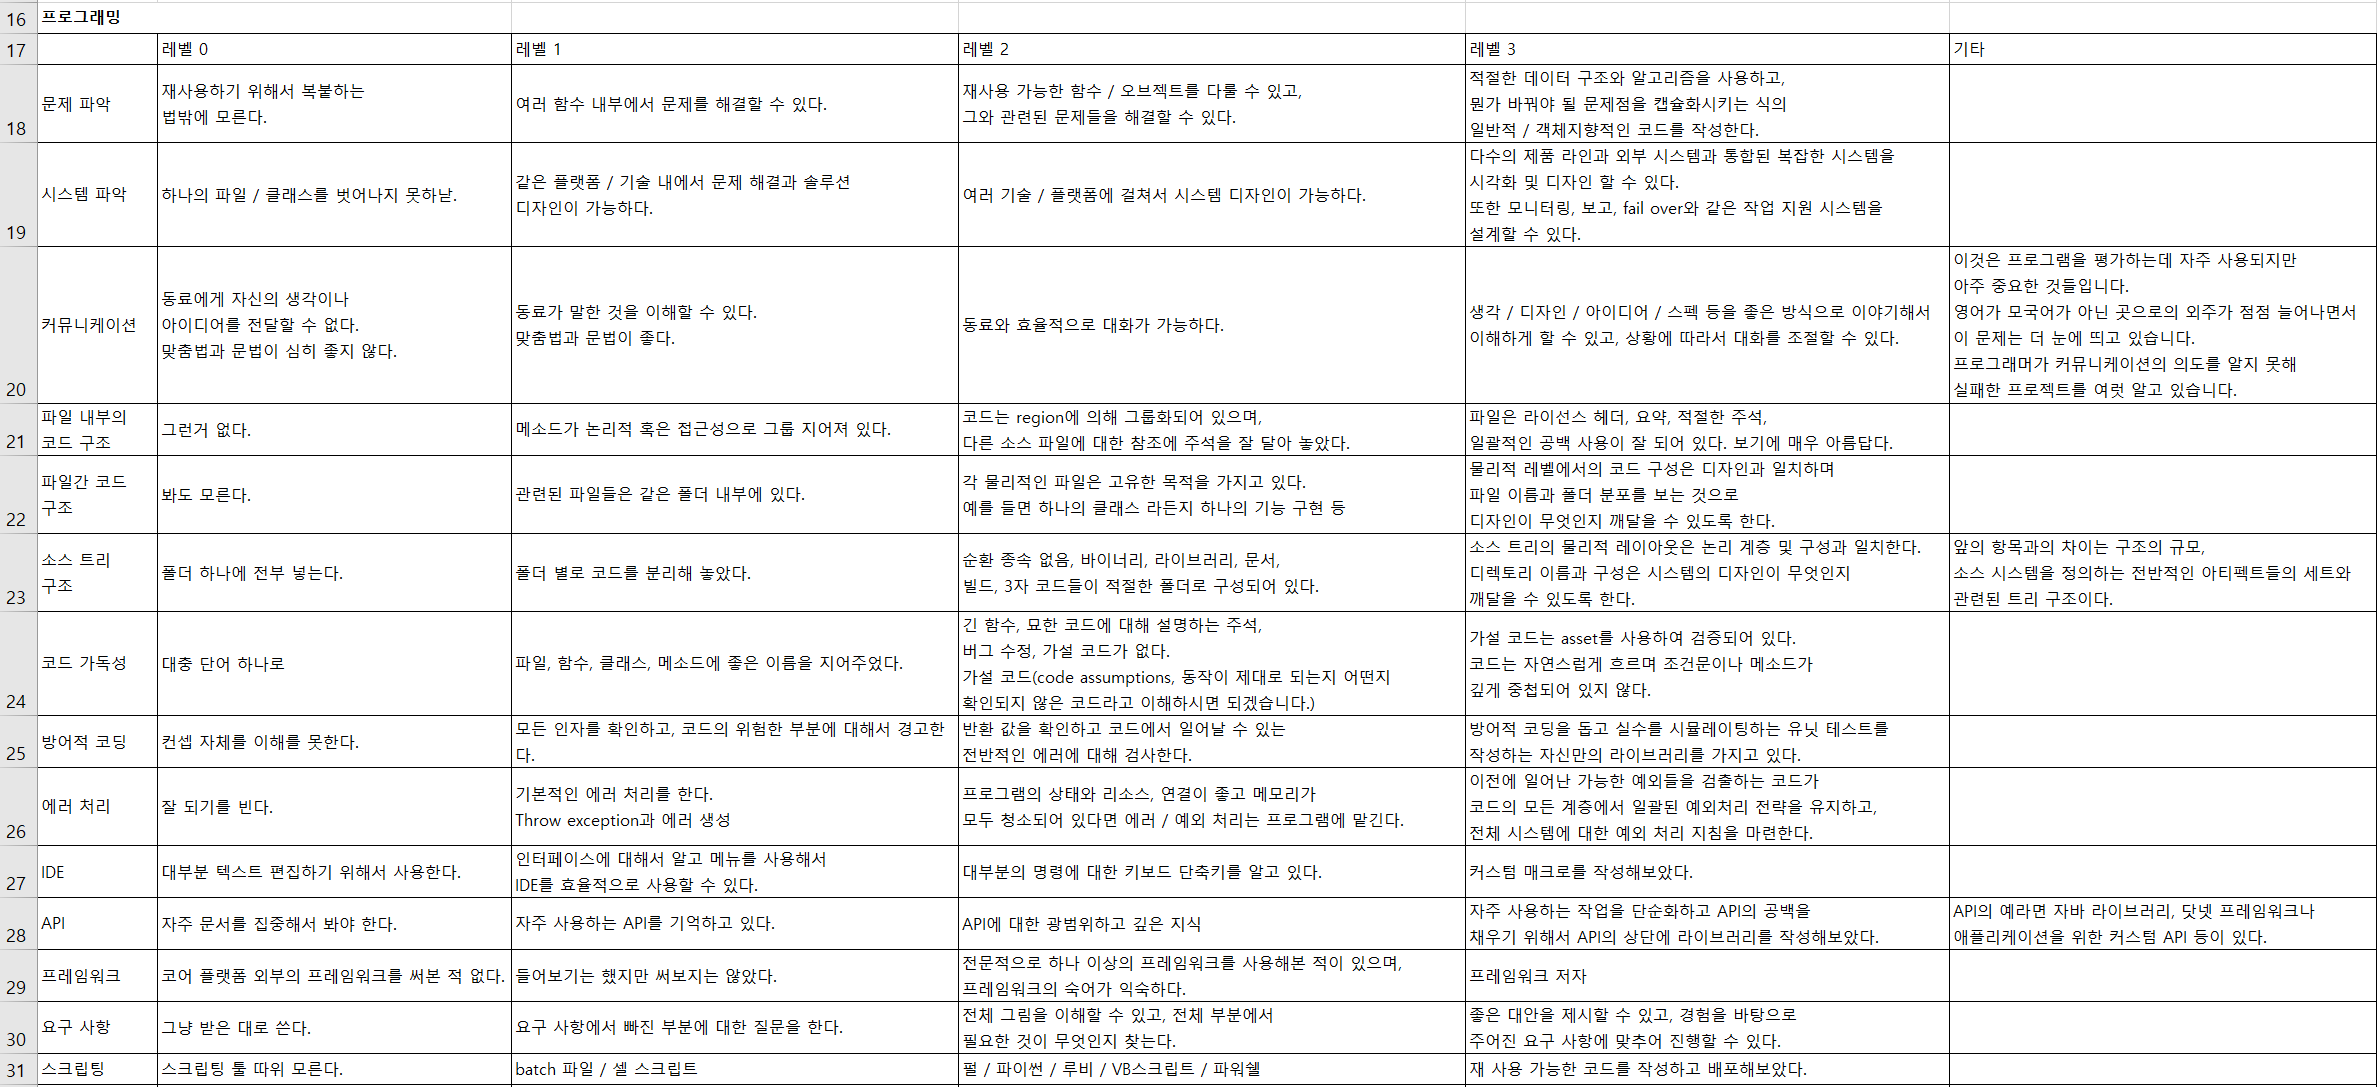 16 프로그래밍
17 레벨 0 레벨 1 레벨 2 레벨 3 기타
18 문제 파악
재사용하기 위해서 복붙하는
법밖에 모른다.
여러 함수 내부에서 문제를 해결할 수 있다.
재사용 가능한 함수 / 오브젝트를 다룰 수 있고,
그와 관련된 문제들을 해결할 수 있다.
적절한 데이터 구조와 알고리즘을 사용하고,
뭔가 바꿔야 될 문제점을 캡슐화시키는 식의
일반적 / 객체지향적인 코드를 작성한다.
19 시스템 파악
하나의 파일 / 클래스를 벗어나지 못하낟.
같은 플랫폼 / 기술 내에서 문제 해결과 솔루션
디자인이 가능하다.
여러 기술 / 플랫폼에 걸쳐서 시스템 디자인이 가능하다.
다수의 제품 라인과 외부 시스템과 통합된 복잡한 시스템을
시각화 및 디자인 할 수 있다.
또한 모니터링, 보고, fail over와 같은 작업 지원 시스템을
설계할 수 있다.
20 커뮤니케이션
동료에게 자신의 생각이나
아이디어를 전달할 수 없다.
맞춤법과 문법이 심히 좋지 않다.
동료가 말한 것을 이해할 수 있다.
맞춤법과 문법이 좋다.
동료와 효율적으로 대화가 가능하다.
생각 / 디자인 / 아이디어 / 스펙 등을 좋은 방식으로 이야기해서
이해하게 할 수 있고, 상황에 따라서 대화를 조절할 수 있다.
이것은 프로그램을 평가하는데 자주 사용되지만
아주 중요한 것들입니다.
영어가 모국어가 아닌 곳으로의 외주가 점점 늘어나면서
이 문제는 더 눈에 띄고 있습니다.
프로그래머가 커뮤니케이션의 의도를 알지 못해
실패한 프로젝트를 여럿 알고 있습니다.
21 파일 내부의
코드 구조
그런거 없다.
메소드가 논리적 혹은 접근성으로 그룹 지어져 있다.
코드는 region에 의해 그룹화되어 있으며,
다른 소스 파일에 대한 참조에 주석을 잘 달아 놓았다.
파일은 라이선스 헤더, 요약, 적절한 주석,
일괄적인 공백 사용이 잘 되어 있다. 보기에 매우 아름답다.
22 파일간 코드
구조
봐도 모른다.
관련된 파일들은 같은 폴더 내부에 있다.
각 물리적인 파일은 고유한 목적을 가지고 있다.
예를 들면 하나의 클래스 라든지 하나의 기능 구현 등
물리적 레벨에서의 코드 구성은 디자인과 일치하며
파일 이름과 폴더 분포를 보는 것으로
디자인이 무엇인지 깨달을 수 있도록 한다.
23 소스 트리
구조
폴더 하나에 전부 넣는다.
폴더 별로 코드를 분리해 놓았다.
순환 종속 없음, 바이너리, 라이브러리, 문서,
빌드, 3자 코드들이 적절한 폴더로 구성되어 있다.
소스 트리의 물리적 레이아웃은 논리 계층 및 구성과 일치한다.
디렉토리 이름과 구성은 시스템의 디자인이 무엇인지
깨달을 수 있도록 한다.
앞의 항목과의 차이는 구조의 규모,
소스 시스템을 정의하는 전반적인 아티펙트들의 세트와
관련된 트리 구조이다.
24 코드 가독성
대충 단어 하나로
파일, 함수, 클래스, 메소드에 좋은 이름을 지어주었다.
긴 함수, 묘한 코드에 대해 설명하는 주석,
버그 수정, 가설 코드가 없다.
가설 코드(code assumptions, 동작이 제대로 되는지 어떤지
확인되지 않은 코드라고 이해하시면 되겠습니다.)
가설 코드는 asset를 사용하여 검증되어 있다.
코드는 자연스럽게 흐르며 조건문이나 메소드가
깊게 중첩되어 있지 않다.
25 방어적 코딩
컨셉 자체를 이해를 못한다.
모든 인자를 확인하고, 코드의 위험한 부분에 대해서 경고한
다.
반환 값을 확인하고 코드에서 일어날 수 있는
전반적인 에러에 대해 검사한다.
방어적 코딩을 돕고 실수를 시뮬레이팅하는 유닛 테스트를
작성하는 자신만의 라이브러리를 가지고 있다.
26 에러 처리
잘 되기를 빈다.
기본적인 에러 처리를 한다.
Throw exception과 에러 생성
프로그램의 상태와 리소스, 연결이 좋고 메모리가
모두 청소되어 있다면 에러 / 예외 처리는 프로그램에 맡긴다.
이전에 일어난 가능한 예외들을 검출하는 코드가
코드의 모든 계층에서 일괄된 예외처리 전략을 유지하고,
전체 시스템에 대한 예외 처리 지침을 마련한다.
27 IDE
대부분 텍스트 편집하기 위해서 사용한다.
인터페이스에 대해서 알고 메뉴를 사용해서
IDE를 효율적으로 사용할 수 있다.
대부분의 명령에 대한 키보드 단축키를 알고 있다.
커스텀 매크로를 작성해보았다.
28 API
자주 문서를 집중해서 봐야 한다.
자주 사용하는 API를 기억하고 있다.
API에 대한 광범위하고 깊은 지식
자주 사용하는 작업을 단순화하고 API의 공백을
채우기 위해서 API의 상단에 라이브러리를 작성해보았다.
API의 예라면 자바 라이브러리, 닷넷 프레임워크나
애플리케이션을 위한 커스텀 API 등이 있다.
29 프레임워크
코어 플랫폼 외부의 프레임워크를 써본 적 없다.
들어보기는 했지만 써보지는 않았다.
전문적으로 하나 이상의 프레임워크를 사용해본 적이 있으며,
프레임워크의 숙어가 익숙하다.
프레임워크 저자
30 요구 사항
그냥 받은 대로 쓴다.
요구 사항에서 빠진 부분에 대한 질문을 한다.
전체 그림을 이해할 수 있고, 전체 부분에서
필요한 것이 무엇인지 찾는다.
좋은 대안을 제시할 수 있고, 경험을 바탕으로
주어진 요구 사항에 맞추어 진행할 수 있다.
31 스크립팅
스크립팅 툴 따위 모른다.
batch 파일 / 셸 스크립트
펄 / 파이썬 / 루비 / VB스크립트 / 파워쉘
재 사용 가능한 코드를 작성하고 배포해보았다.